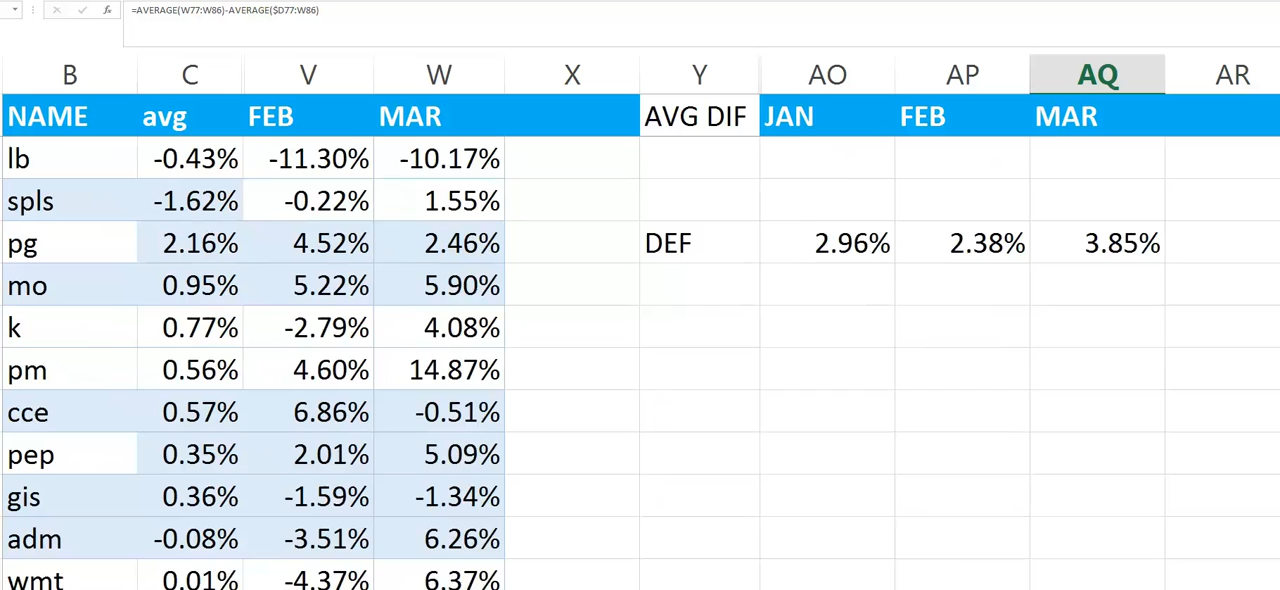 fx =AVERAGE(W77:W86)-AVERAGE($D77:W86)
B C V W X Y AO AP AQ AR
NAME avg FEB MAR AVG DIF JAN FEB MAR
lb -0.43% -11.30% -10.17%
spls -1.62% -0.22% 1.55%
pg 2.16% 4.52% 2.46% DEF 2.96% 2.38% 3.85%
mo 0.95% 5.22% 5.90%
k 0.77% -2.79% 4.08%
pm 0.56% 4.60% 14.87%
cce 0.57% 6.86% -0.51%
pep 0.35% 2.01% 5.09%
gis 0.36% -1.59% -1.34%
adm -0.08% -3.51% 6.26%
wmt 0.01% -4.37% 6.37%